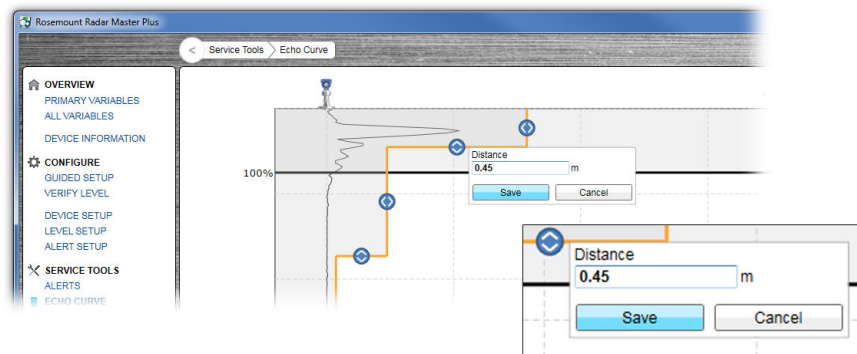 Rosemount Radar Master Plus
< Service Tools Echo Curve
OVERVIEW
PRIMARY VARIABLES
ALL VARIABLES
DEVICE INFORMATION
CONFIGURE
GUIDED SETUP
VERIFY LEVEL
DEVICE SETUP
LEVEL SETUP
ALERT SETUP
SERVICE TOOLS
ALERTS
ECHO CURVE
100%
Distance
0.45 m
Save Cancel
Distance
0.45 m
Save Cancel